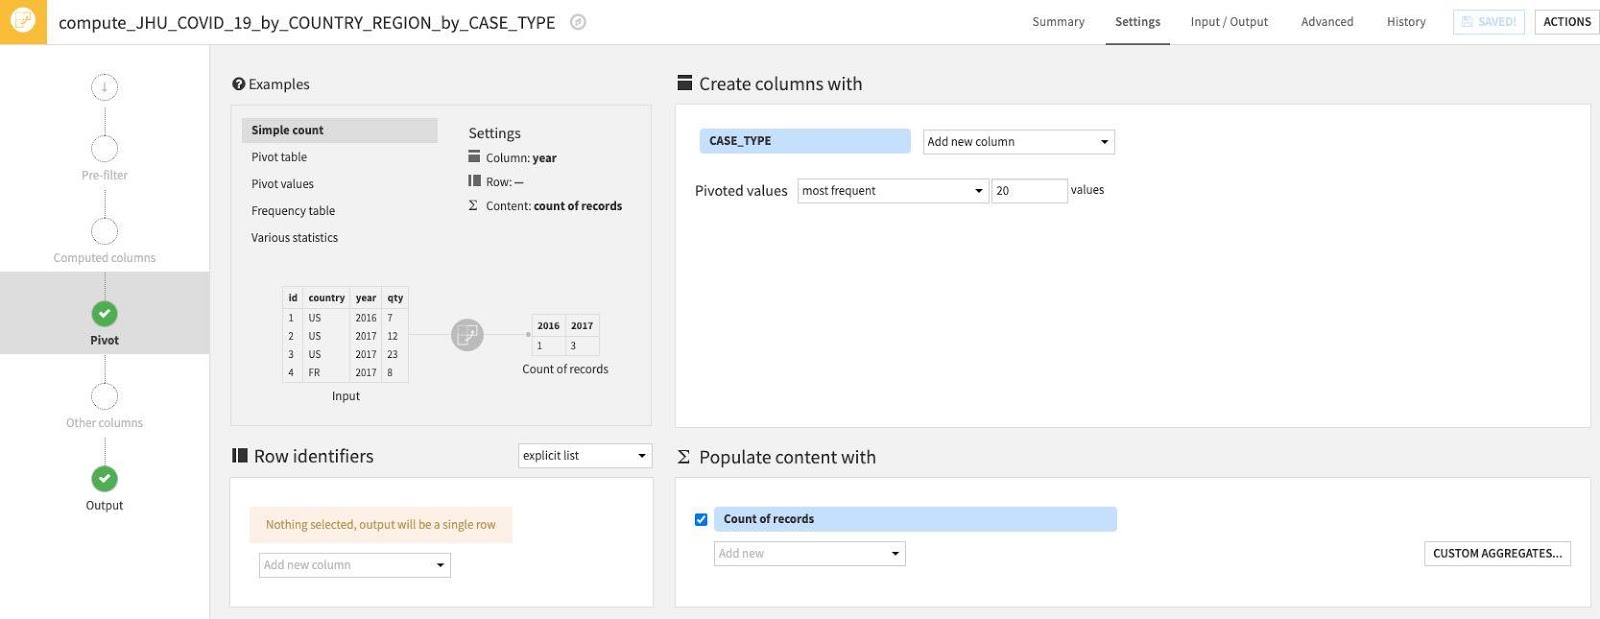 compute_JHU_COVID_19_by_COUNTRY_REGION_by_CASE_TYPE
Summary
Settings
Input / Output
Advanced
History
SAVED!
ACTIONS
Pre-filter
Computed columns
Pivot
Other columns
Output
Examples
Simple count
Pivot table
Pivot values
Frequency table
Various statistics
Settings
Column: year
Row: —
Content: count of records
id country year qty
1 US 2016 7
2 US 2017 12
3 US 2017 23
4 FR 2017 8
Input
2016 2017
1 3
Count of records
Create columns with
CASE_TYPE
Add new column
Pivoted values most frequent 20 values
Row identifiers
explicit list
Nothing selected, output will be a single row
Add new column
Σ Populate content with
Count of records
Add new
CUSTOM AGGREGATES...